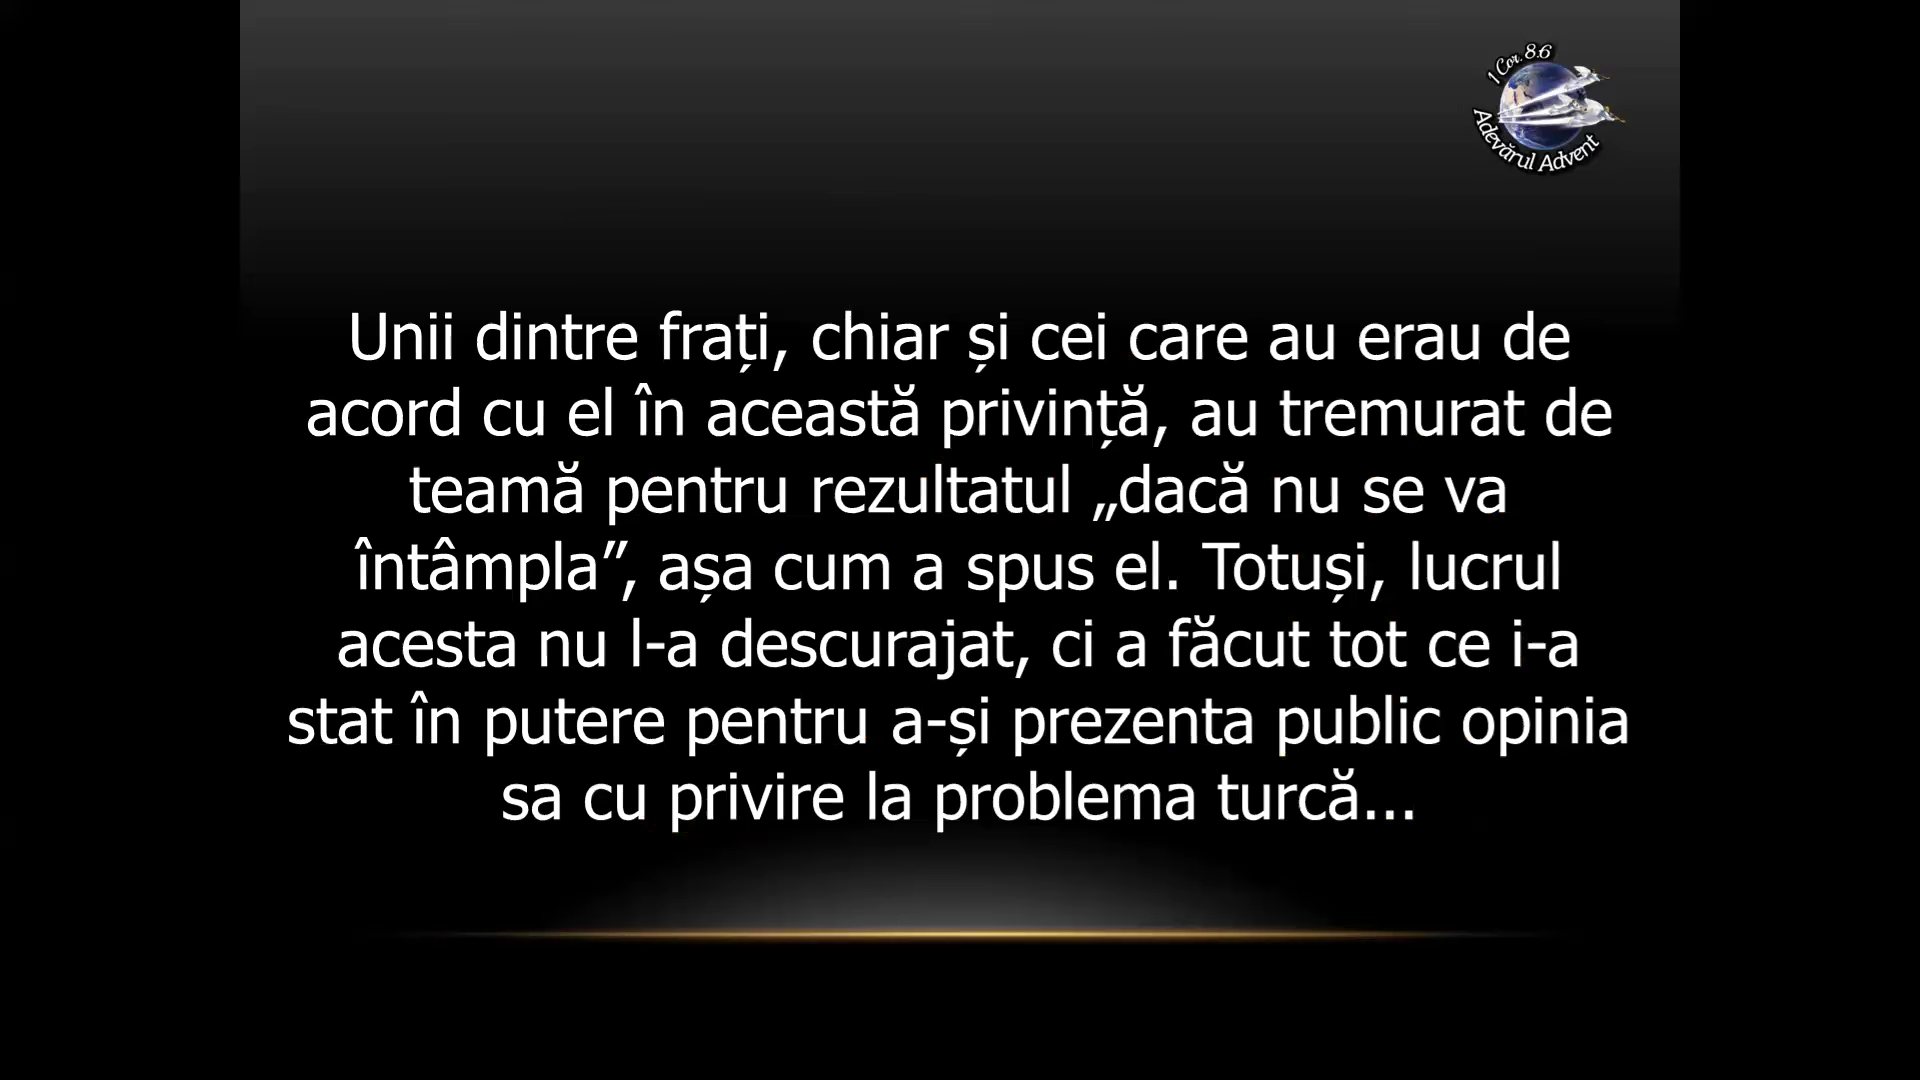 1 Cor. 8:6
Adevărul Advent
Unii dintre frați, chiar și cei care au erau de
acord cu el în această privință, au tremurat de
teamă pentru rezultatul „dacă nu se va
întâmpla”, așa cum a spus el. Totuși, lucrul
acesta nu l-a descurajat, ci a făcut tot ce i-a
stat în putere pentru a-și prezenta public opinia
sa cu privire la problema turcă...